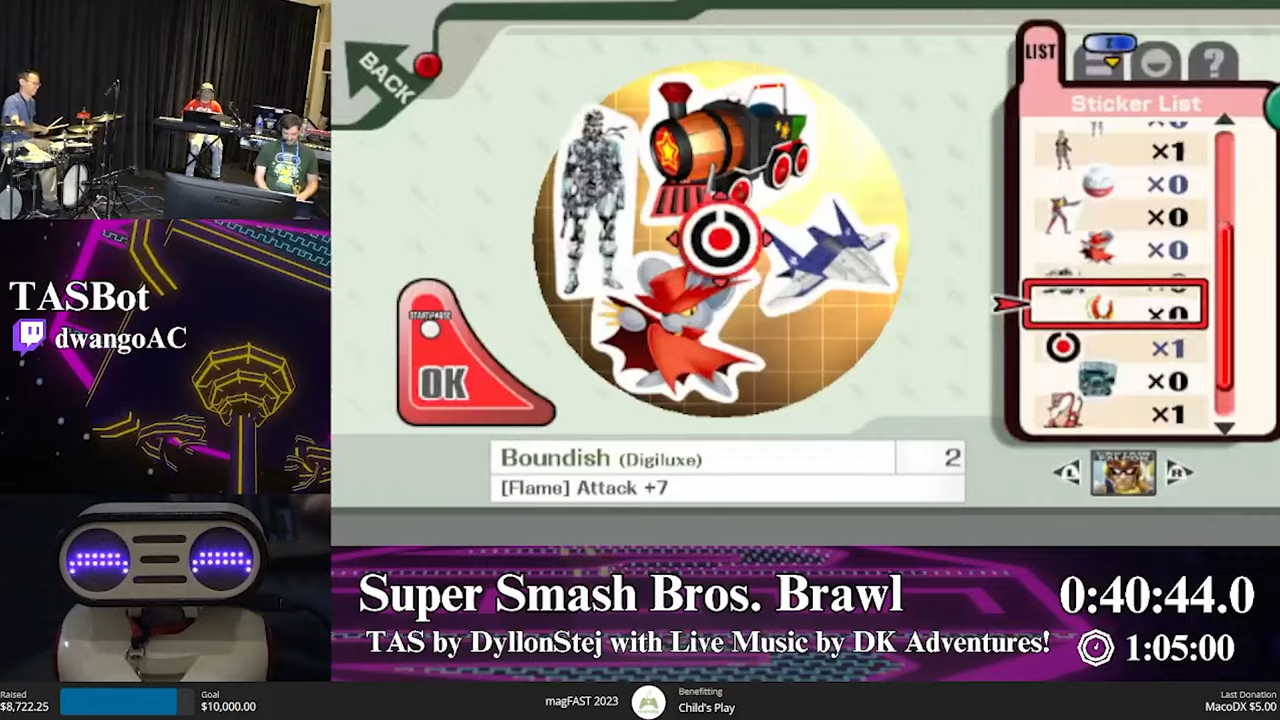 BACK
START/PAUSE
OK
Boundish (Digiluxe) 2
[Flame] Attack +7
LIST
?
Sticker List
×0
×1
×0
×0
×0
×0
×1
×0
×1
TASBot
dwangoAC
Super Smash Bros. Brawl
TAS by DyllonStej with Live Music by DK Adventures!
0:40:44.0
1:05:00
Raised
$8,722.25
Goal
$10,000.00
magFAST 2023
Benefitting
Child's Play
Last Donation
MacoDX $5.00